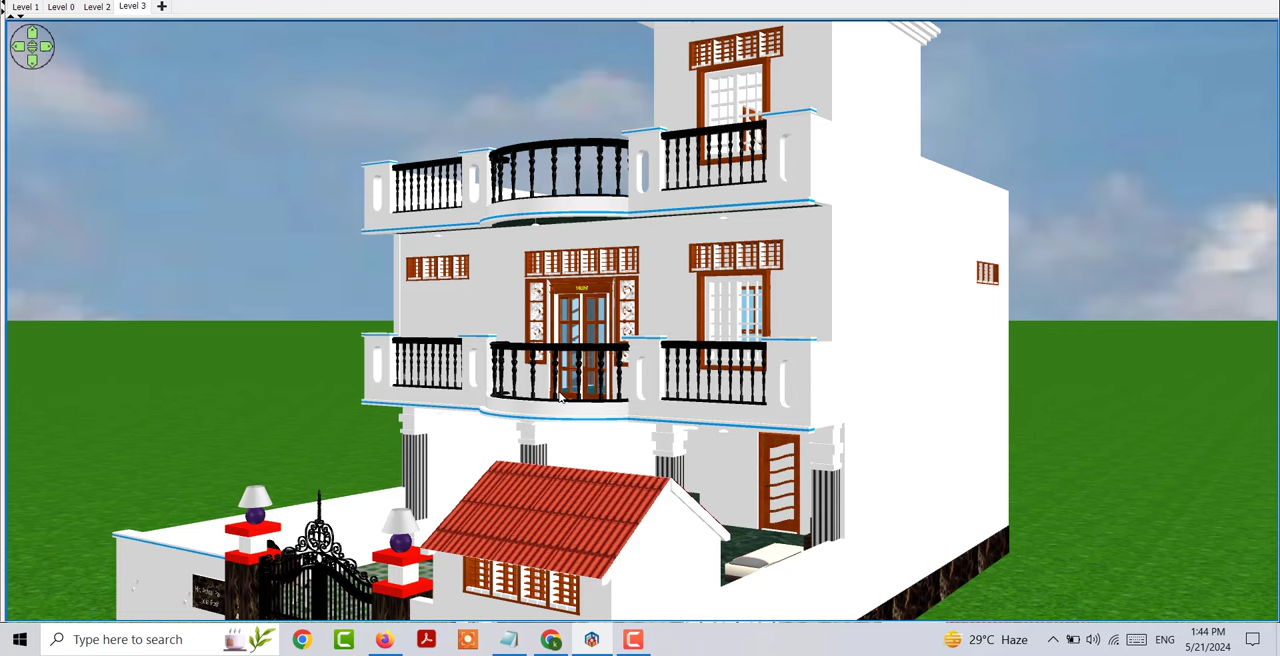 Level 1 Level 0 Level 2 Level 3
Type here to search
29°C Haze
ENG
1:44 PM
5/21/2024